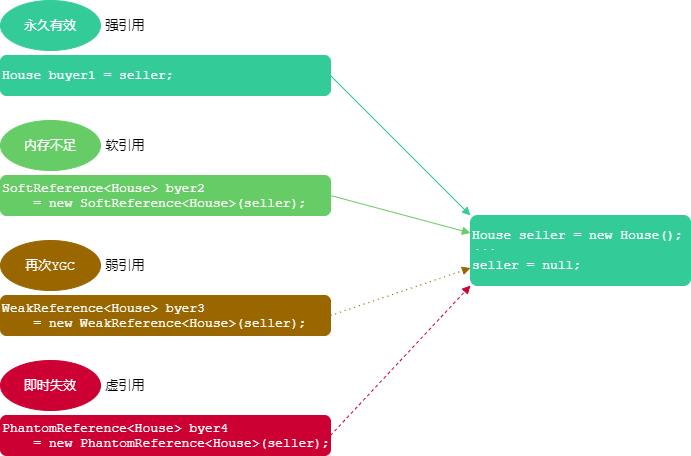 永久有效 强引用
House buyer1 = seller;
内存不足 软引用
SoftReference<House> byer2
= new SoftReference<House>(seller);
House seller = new House();
...
seller = null;
再次YGC 弱引用
WeakReference<House> byer3
= new WeakReference<House>(seller);
即时失效 虚引用
PhantomReference<House> byer4
= new PhantomReference<House>(seller);